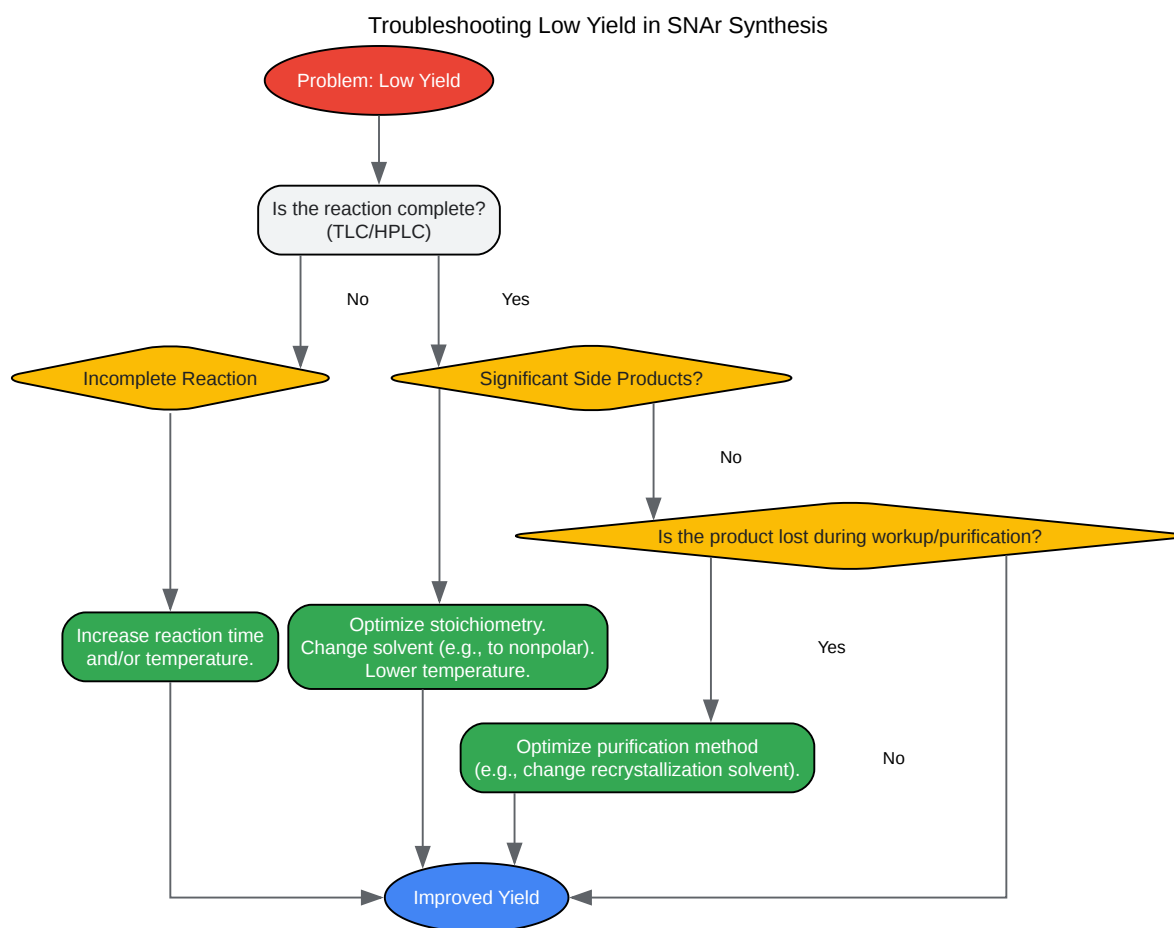 Troubleshooting Low Yield in SNAr Synthesis
Problem: Low Yield
Is the reaction complete?
(TLC/HPLC)
No
Yes
Incomplete Reaction
Significant Side Products?
No
Is the product lost during workup/purification?
Increase reaction time
and/or temperature.
Optimize stoichiometry.
Change solvent (e.g., to nonpolar).
Lower temperature.
Yes
Optimize purification method
(e.g., change recrystallization solvent).
No
Improved Yield